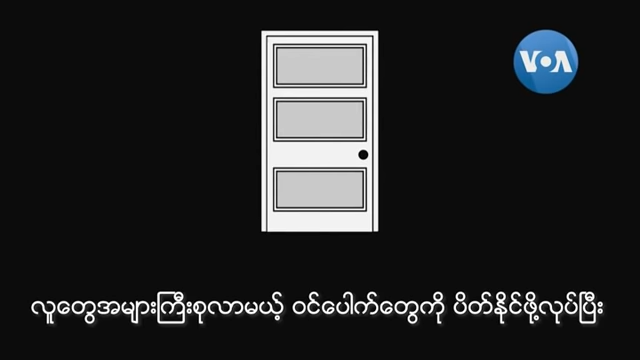 VOA
လူတွေအများကြီးစုလာမယ့် ဝင်ပေါက်တွေကို ပိတ်နိုင်ဖို့လုပ်ပြီး